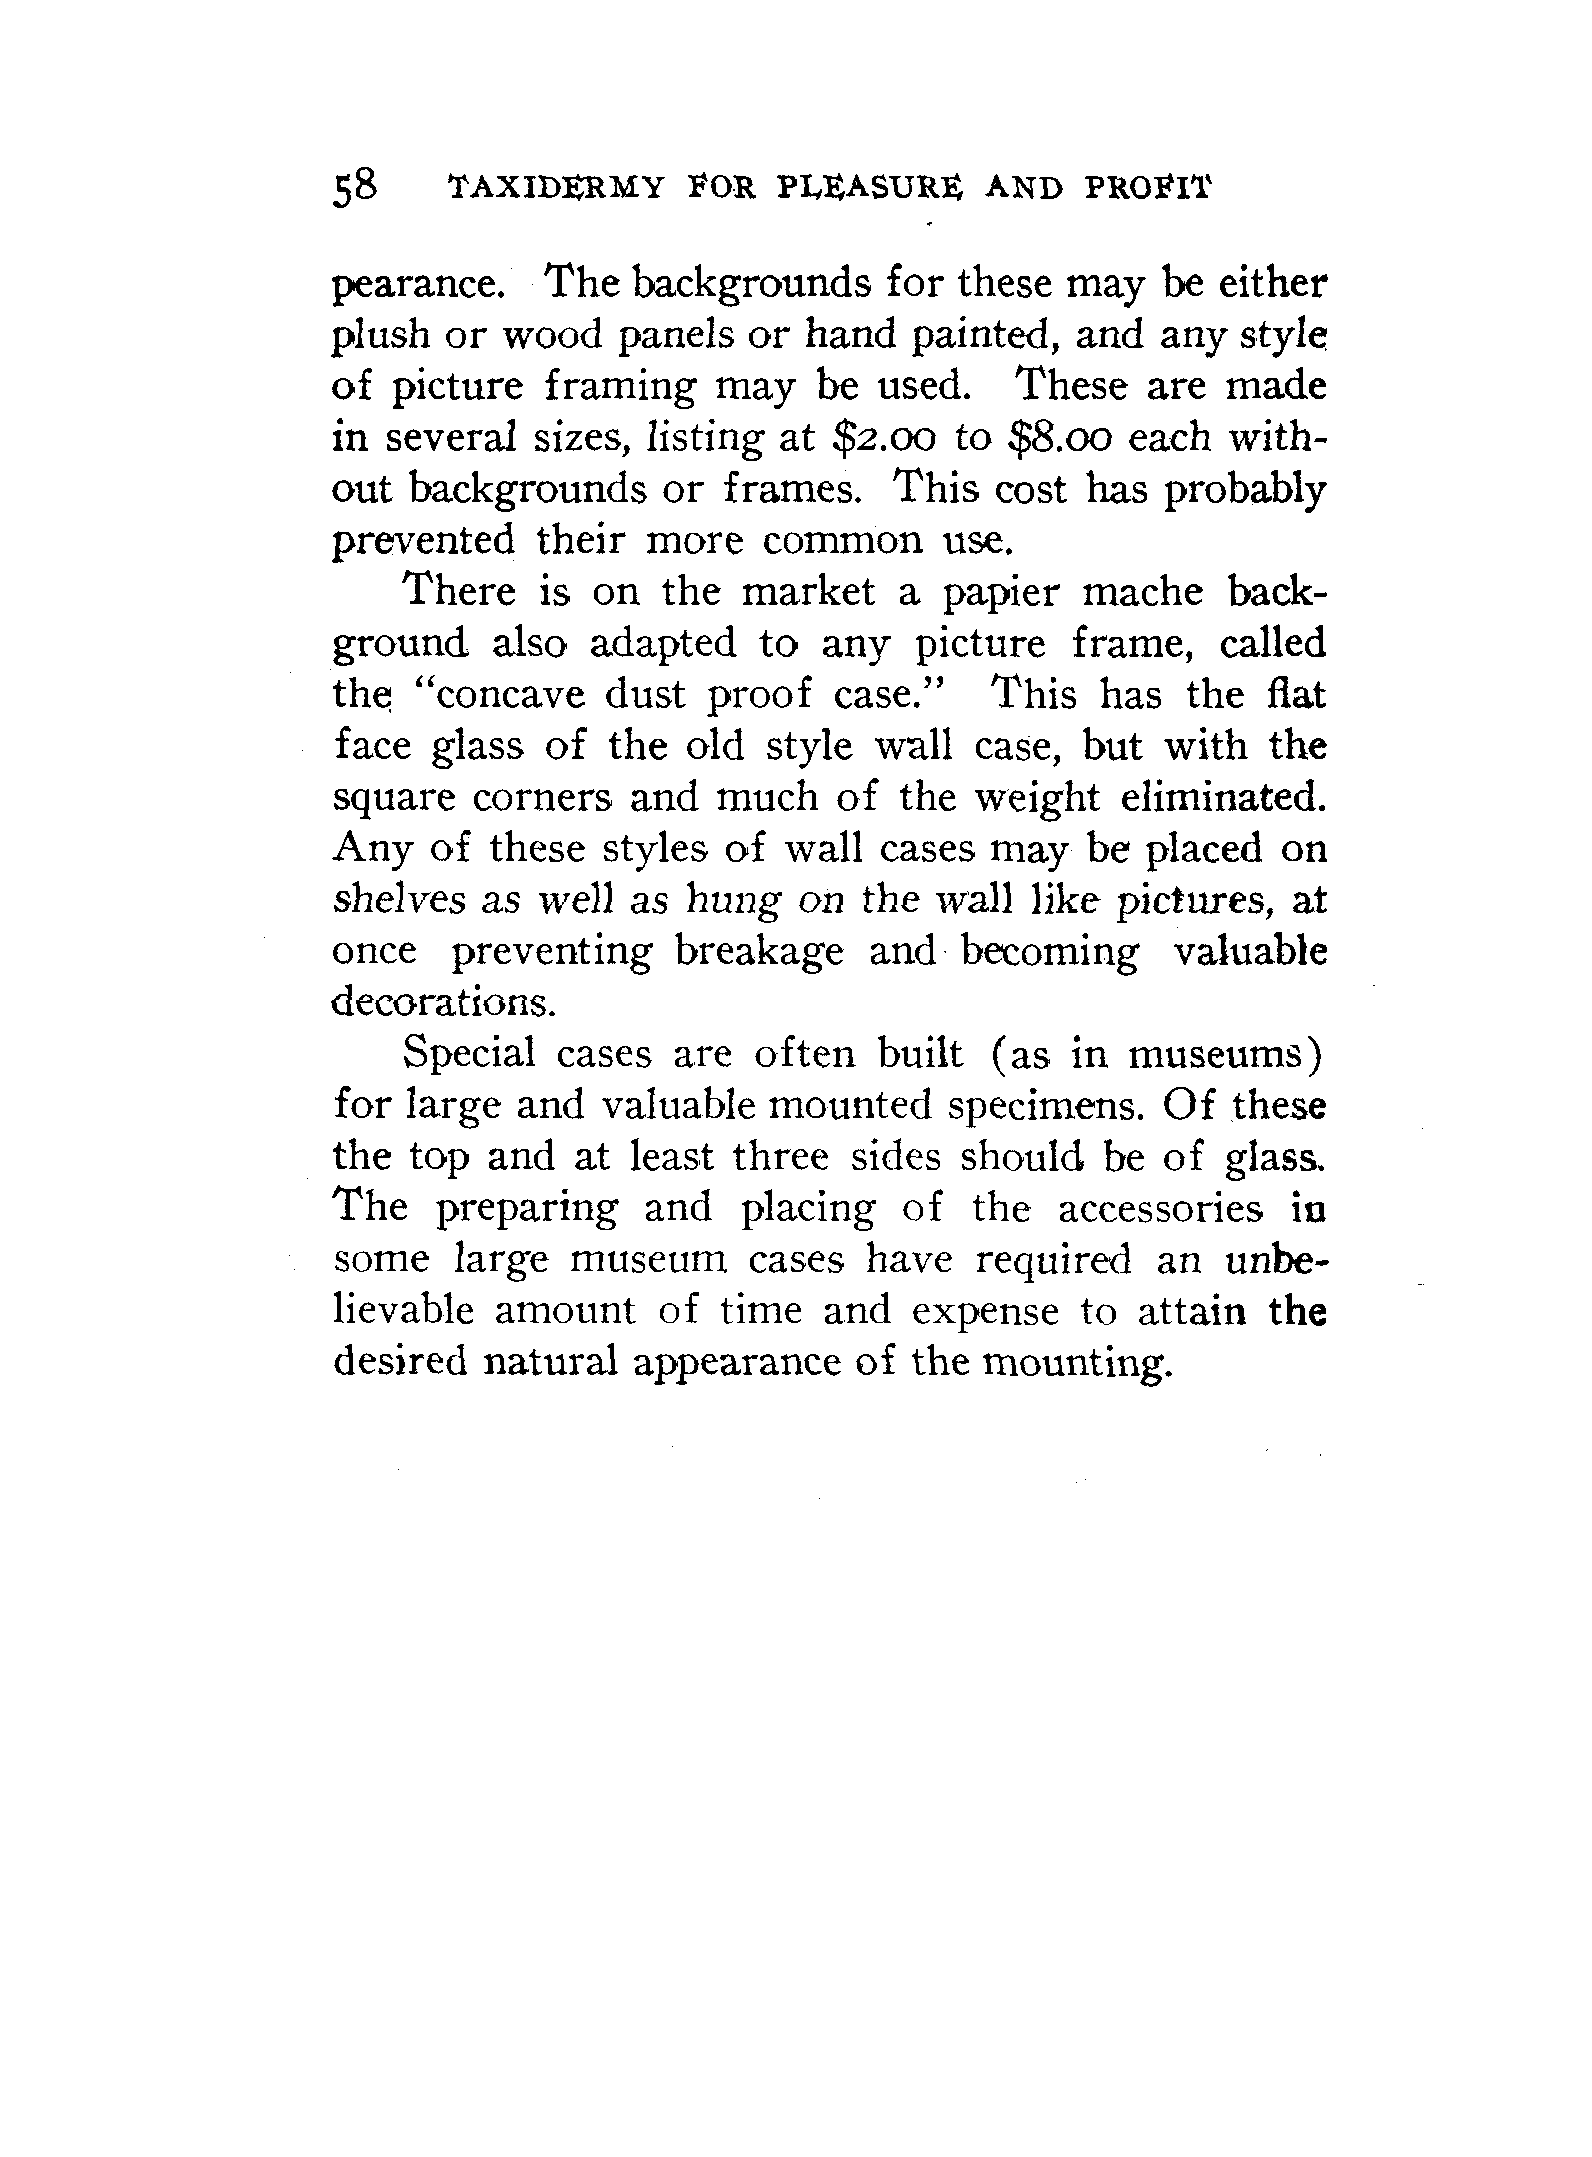 58 TAXIDERMY FOR PLEASURE AND PROFIT
pearance. The backgrounds for these may be either
plush or wood panels or hand painted, and any style
of picture framing may be used. These are made
in several sizes, listing at $2.00 to $8.00 each with-
out backgrounds or frames. This cost has probably
prevented their more common use.
There is on the market a papier mache back-
ground also adapted to any picture frame, called
the "concave dust proof case." This has the flat
face glass of the old style wall case, but with the
square corners and much of the weight eliminated.
Any of these styles of wall cases may be placed on
shelves as well as hung on the wall like pictures, at
once preventing breakage and becoming valuable
decorations.
Special cases are often built (as in museums)
for large and valuable mounted specimens. Of these
the top and at least three sides should be of glass.
The preparing and placing of the accessories in
some large museum cases have required an unbe-
lievable amount of time and expense to attain the
desired natural appearance of the mounting.